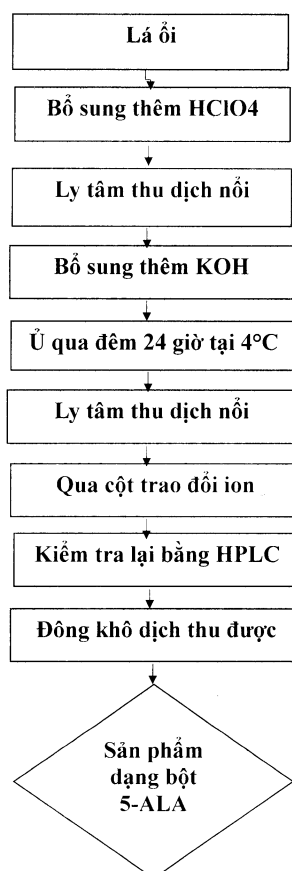 Lá ổi
Bổ sung thêm HClO4
Ly tâm thu dịch nổi
Bổ sung thêm KOH
Ủ qua đêm 24 giờ tại 4°C
Ly tâm thu dịch nổi
Qua cột trao đổi ion
Kiểm tra lại bằng HPLC
Đông khô dịch thu được
Sản phẩm
dạng bột
5-ALA